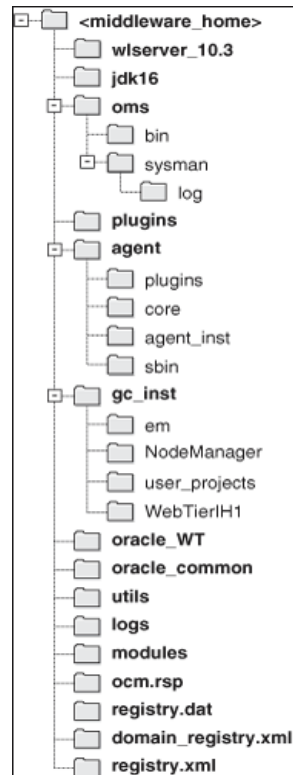 <middleware_home>
wlserver_10.3
jdk16
oms
bin
sysman
log
plugins
agent
plugins
core
agent_inst
sbin
gc_inst
em
NodeManager
user_projects
WebTierIH1
oracle_WT
oracle_common
utils
logs
modules
ocm.rsp
registry.dat
domain_registry.xml
registry.xml